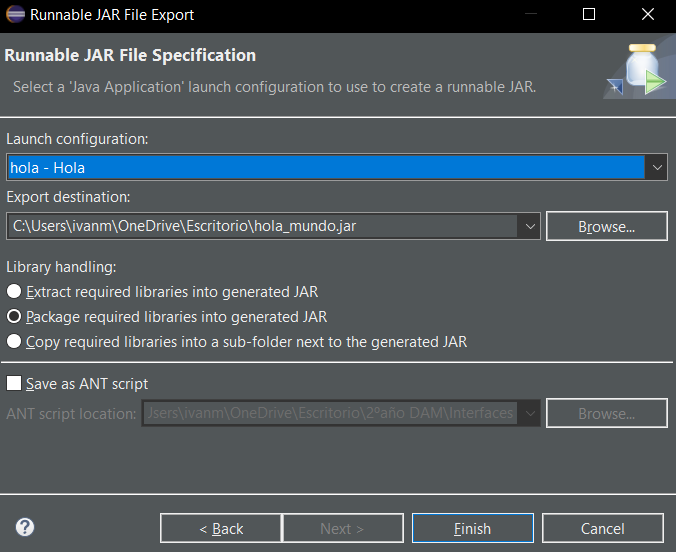 Runnable JAR File Export
Runnable JAR File Specification
Select a 'Java Application' launch configuration to use to create a runnable JAR.
Launch configuration:
hola - Hola
Export destination:
C:\Users\ivanm\OneDrive\Escritorio\hola_mundo.jar
Browse...
Library handling:
Extract required libraries into generated JAR
Package required libraries into generated JAR
Copy required libraries into a sub-folder next to the generated JAR
Save as ANT script
ANT script location: Jsers\ivanm\OneDrive\Escritorio\2ºaño DAM\Interfaces Browse...
? < Back Next > Finish Cancel